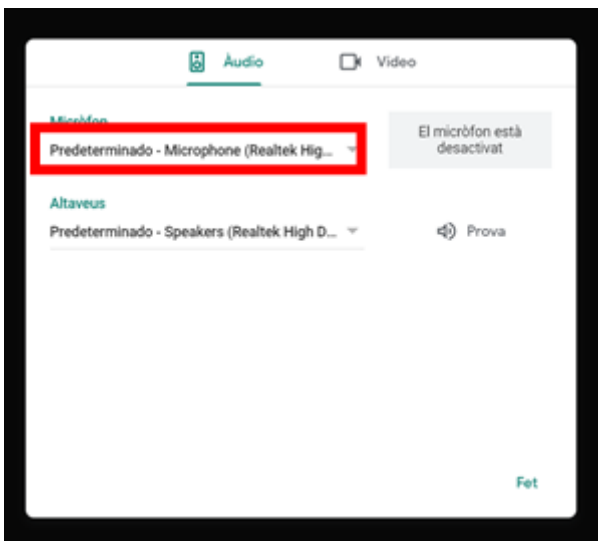 Àudio
Vídeo
Micròfon
Predeterminado - Microphone (Realtek Hig...
El micròfon està
desactivat
Altaveus
Predeterminado - Speakers (Realtek High D...
Prova
Fet